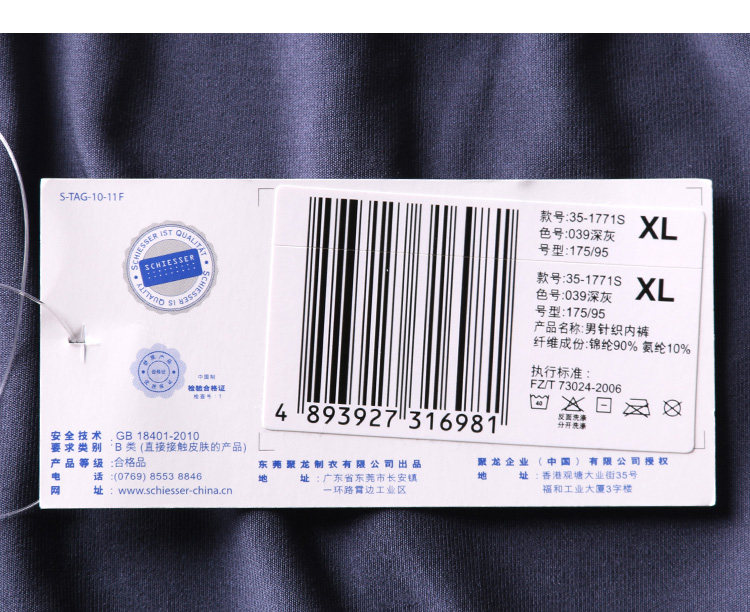 S-TAG-10-11F
SCHIESSER IST QUALITÄT
SCHIESSER
SCHIESSER IS QUALITY
检验合格证
检查号:1
安全技术:GB 18401-2010
要求类别:B 类 (直接接触皮肤的产品)
产品等级:合格品
电 话:(0769) 8553 8846
网 址:www.schiesser-china.cn
东莞聚龙制衣有限公司出品
地 址:广东省东莞市长安镇
一环路霄边工业区
聚龙企业(中国)有限公司授权
地 址:香港观塘大业街35号
福和工业大厦3字楼
4 893927 316981
款号:35-1771S XL
色号:039深灰
号型:175/95
款号:35-1771S XL
色号:039深灰
号型:175/95
产品名称:男针织内裤
纤维成份:锦纶90% 氨纶10%
执行标准:
FZ/T 73024-2006
40
反面洗涤
分开洗涤